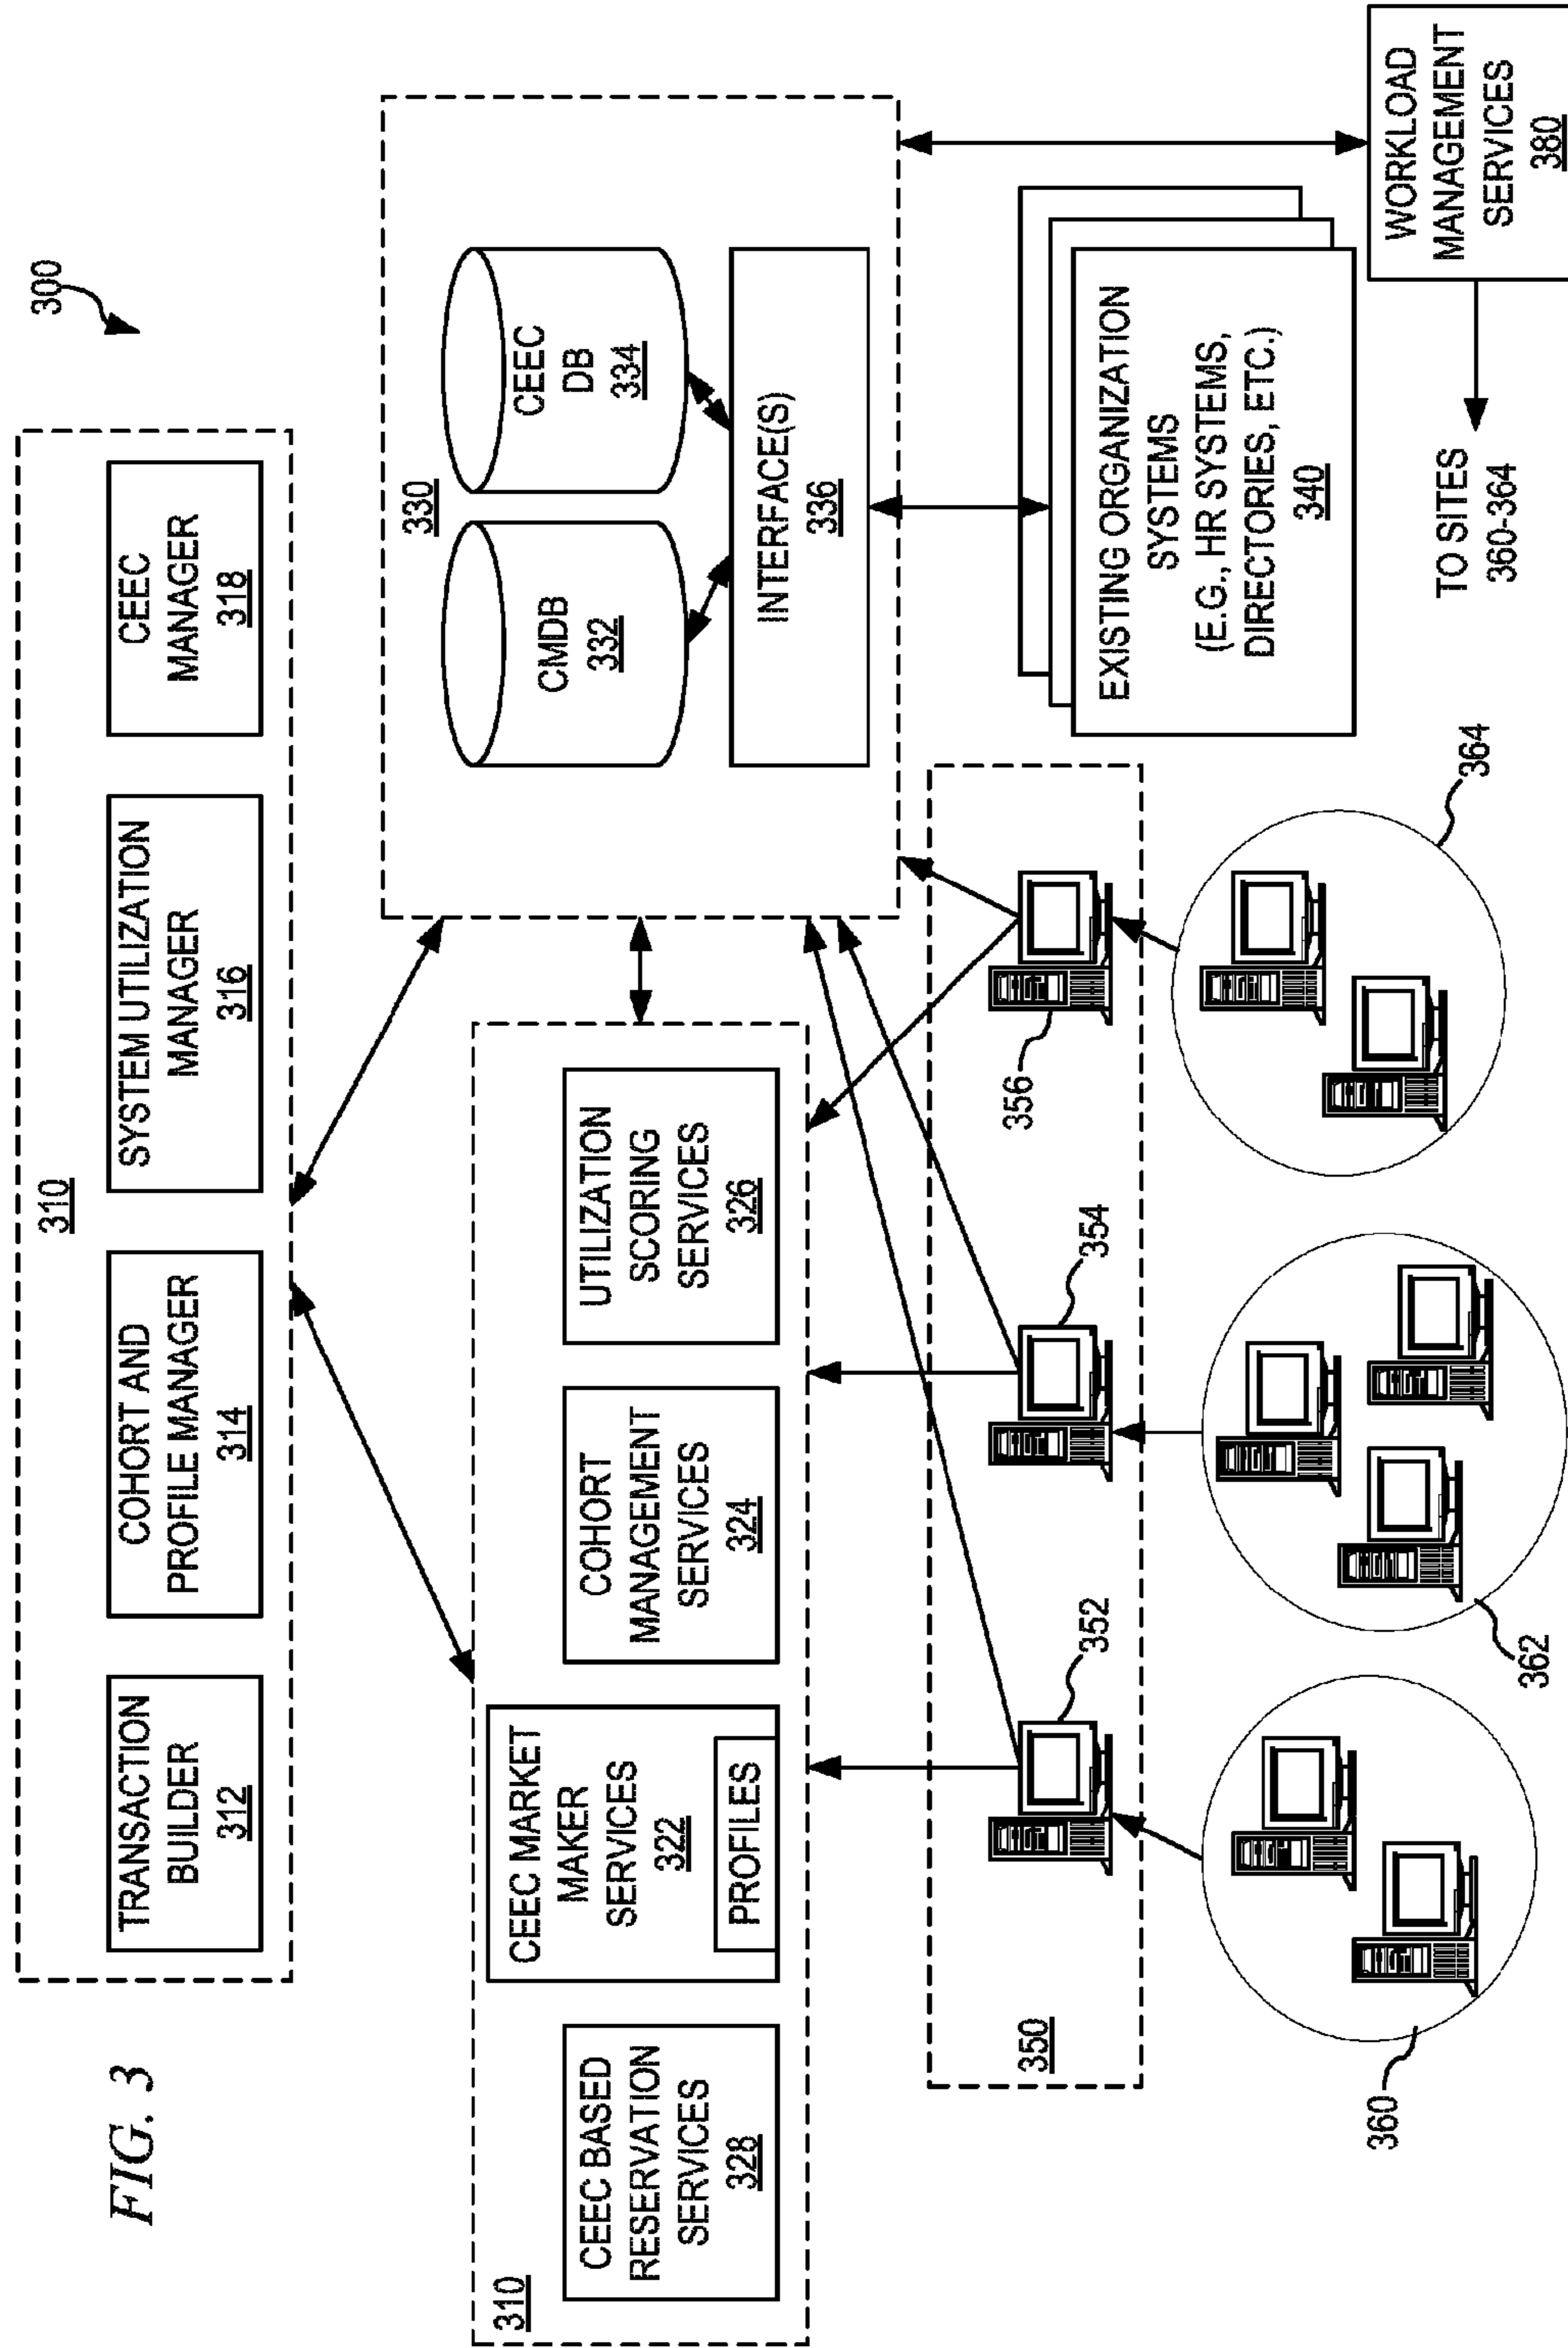 FIG. 3
300
310
TRANSACTION
BUILDER
312
COHORT AND
PROFILE MANAGER
314
SYSTEM UTILIZATION
MANAGER
316
CEEC
MANAGER
318
310
CEEC BASED
RESERVATION
SERVICES
328
CEEC MARKET
MAKER
SERVICES
322
PROFILES
COHORT
MANAGEMENT
SERVICES
324
UTILIZATION
SCORING
SERVICES
326
330
CMDB
332
CEEC
DB
334
INTERFACE(S)
336
350
352
354
356
EXISTING ORGANIZATION
SYSTEMS
(E.G., HR SYSTEMS,
DIRECTORIES, ETC.)
340
360
362
364
TO SITES
360-364
WORKLOAD
MANAGEMENT
SERVICES
380